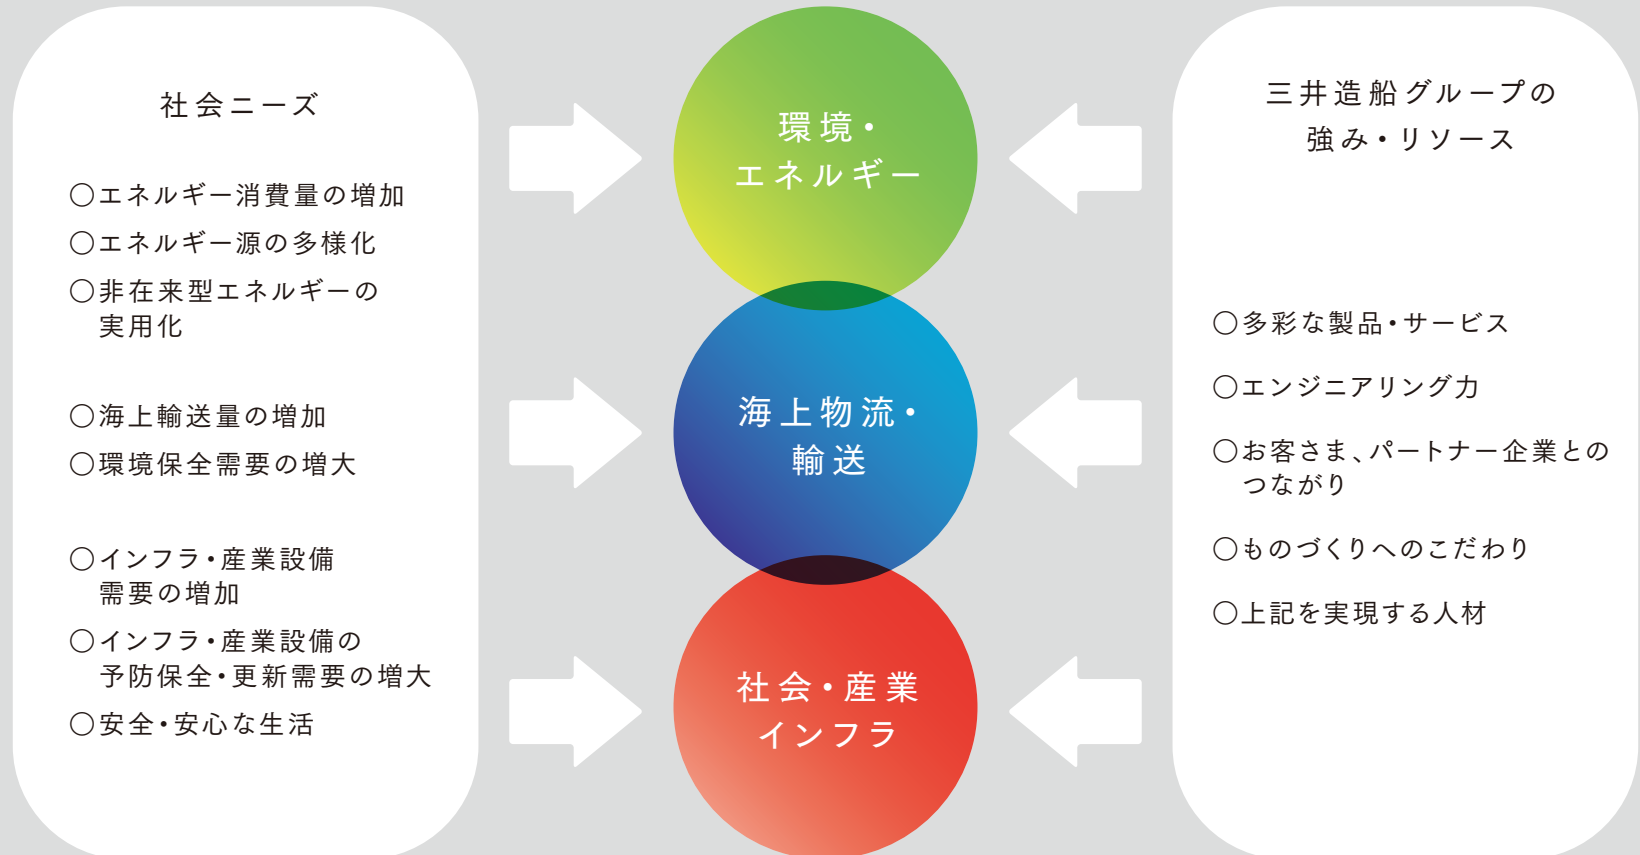 社会ニーズ
○エネルギー消費量の増加
○エネルギー源の多様化
○非在来型エネルギーの
実用化
○海上輸送量の増加
○環境保全需要の増大
○インフラ・産業設備
需要の増加
○インフラ・産業設備の
予防保全・更新需要の増大
○安全・安心な生活
環境・
エネルギー
海上物流・
輸送
社会・産業
インフラ
三井造船グループの
強み・リソース
○多彩な製品・サービス
○エンジニアリング力
○お客さま、パートナー企業との
つながり
○ものづくりへのこだわり
○上記を実現する人材